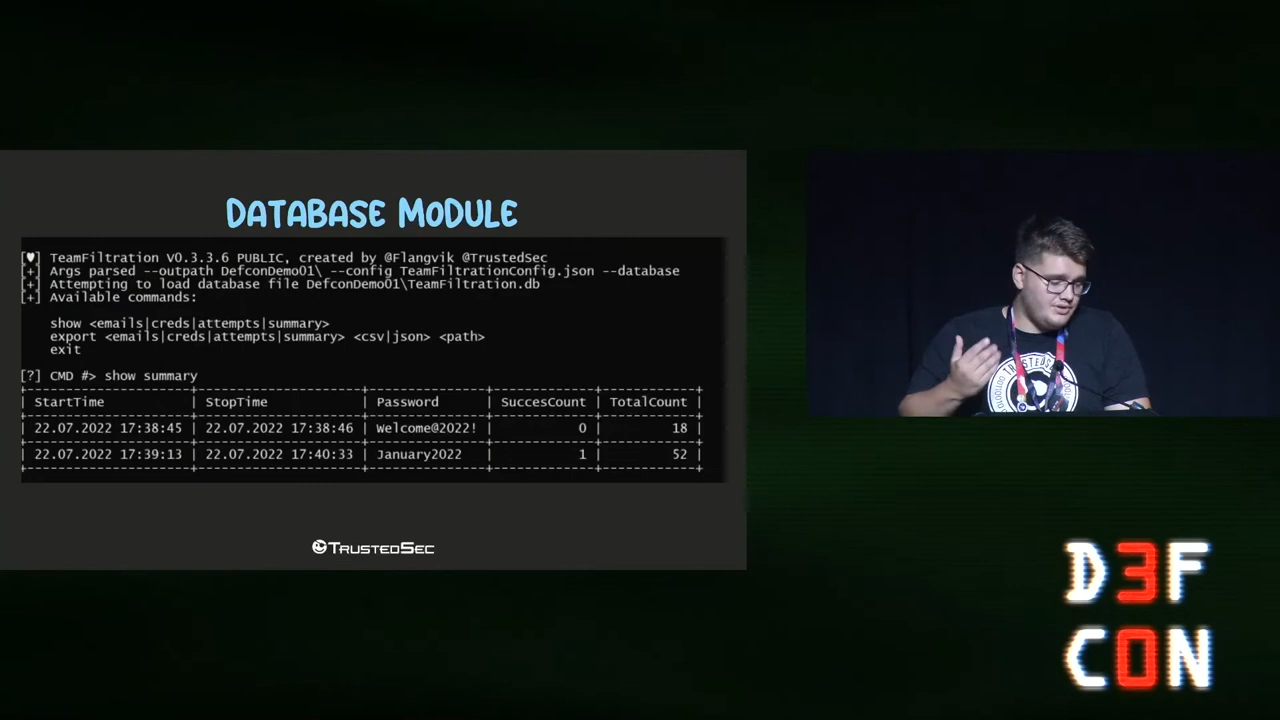 DATABASE MODULE
[♥] TeamFiltration V0.3.3.6 PUBLIC, created by @Flangvik @TrustedSec
[+] Args parsed --outpath DefconDemo01\ --config TeamFiltrationConfig.json --database
[+] Attempting to load database file DefconDemo01\TeamFiltration.db
[+] Available commands:
show <emails|creds|attempts|summary>
export <emails|creds|attempts|summary> <csv/json> <path>
exit
[?] CMD #> show summary
| StartTime | StopTime | Password | SuccesCount | TotalCount |
| 22.07.2022 17:38:45 | 22.07.2022 17:38:46 | Welcome@2022! | 0 | 18 |
| 22.07.2022 17:39:13 | 22.07.2022 17:40:33 | January2022 | 1 | 52 |
TRUSTEDSEC
D3F
C0N